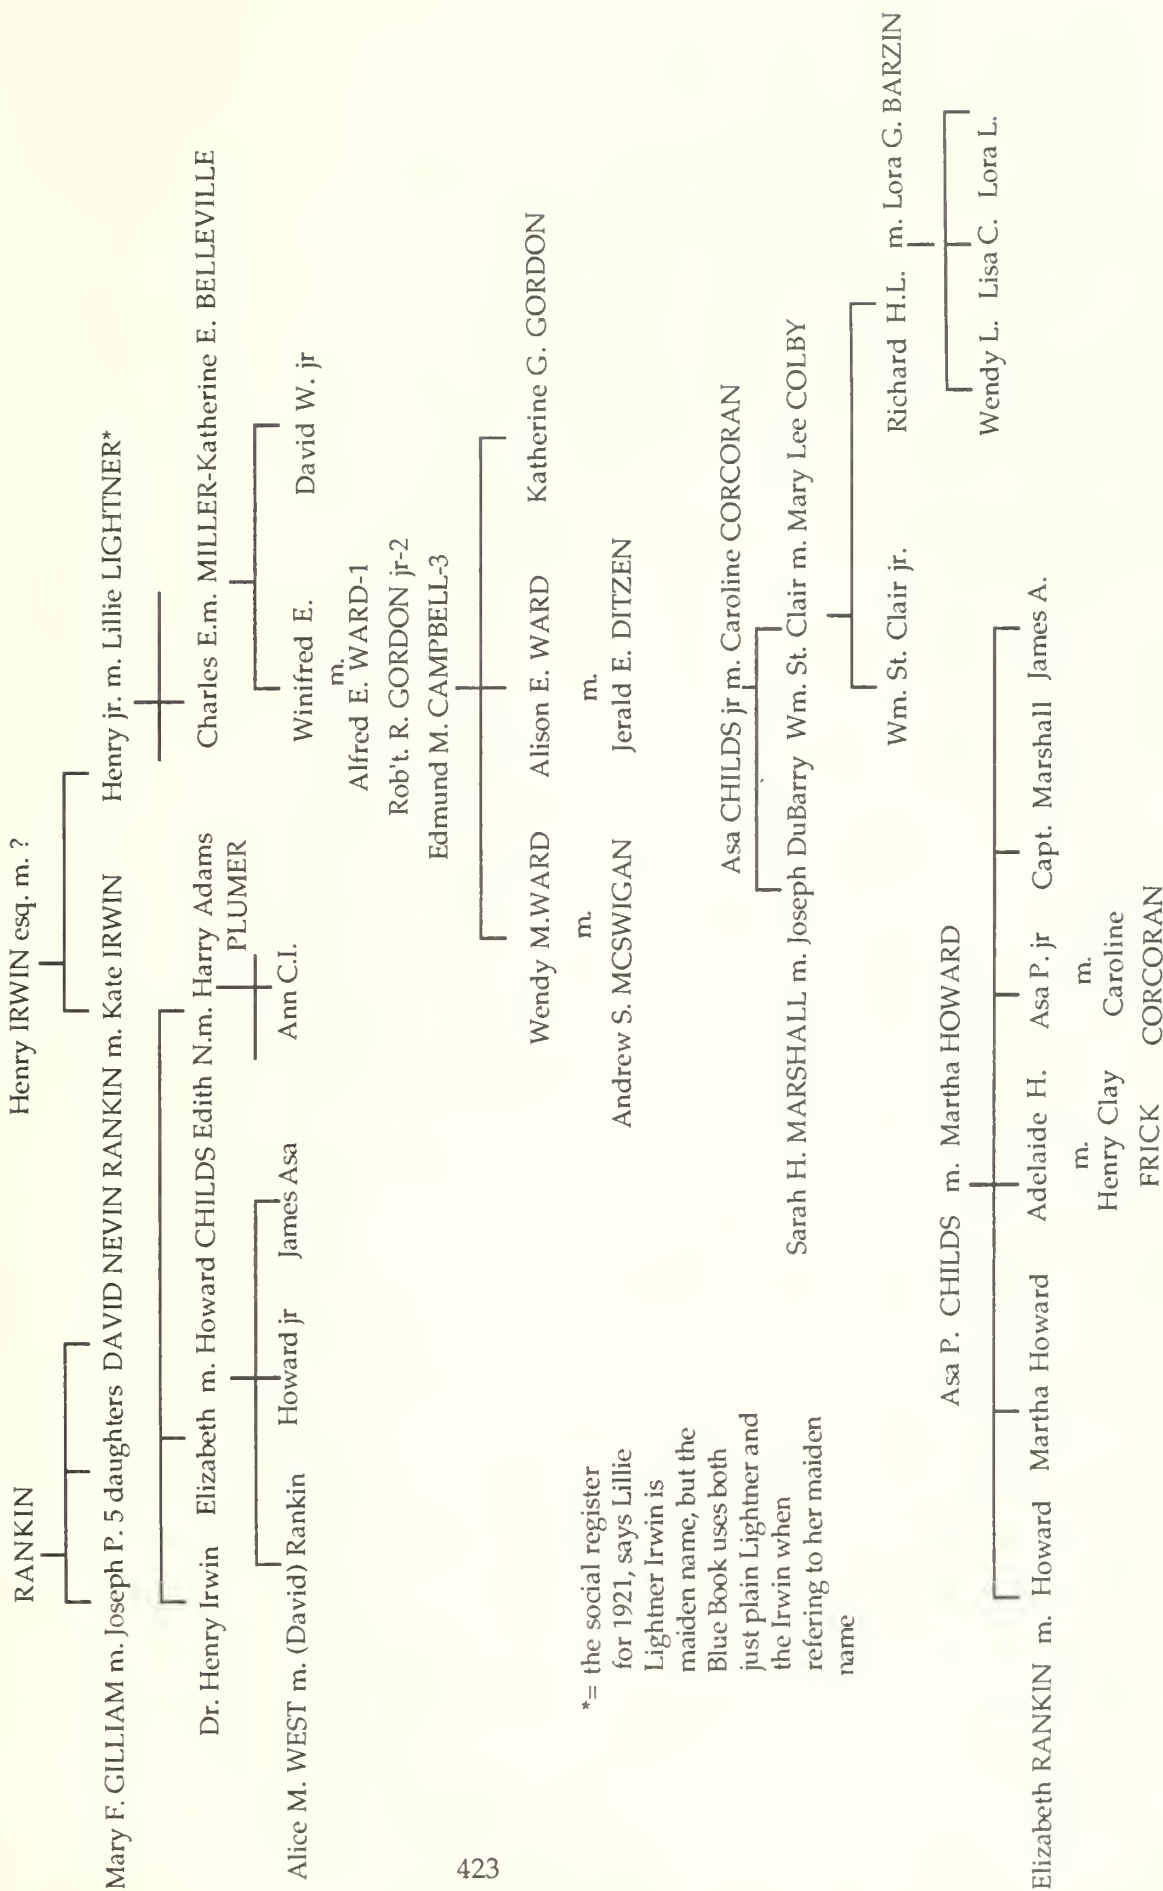 RANKIN
Henry IRWIN esq. m. ?
Mary F. GILLIAM m. Joseph P. 5 daughters DAVID NEVIN RANKIN m. Kate IRWIN Henry jr. m. Lillie LIGHTNER*
Dr. Henry Irwin Elizabeth m. Howard CHILDS Edith N.m. Harry Adams Charles E.m. MILLER-Katherine E. BELLEVILLE
PLUMER
Alice M. WEST m. (David) Rankin Howard jr James Asa Ann C.I. Winifred E. David W. jr
m.
Alfred E. WARD-1
Rob't. R. GORDON jr-2
Edmund M. CAMPBELL-3
Wendy M.WARD Alison E. WARD Katherine G. GORDON
m. m.
Andrew S. MCSWIGAN Jerald E. DITZEN
*= the social register
for 1921, says Lillie
Lightner Irwin is
maiden name, but the
Blue Book uses both
just plain Lightner and
the Irwin when
refering to her maiden
name
Asa CHILDS jr m. Caroline CORCORAN
Sarah H. MARSHALL m. Joseph DuBarry Wm. St. Clair m. Mary Lee COLBY
Wm. St. Clair jr. Richard H.L. m. Lora G. BARZIN
Wendy L. Lisa C. Lora L.
Asa P. CHILDS m. Martha HOWARD
Elizabeth RANKIN m. Howard Martha Howard Adelaide H. Asa P. jr Capt. Marshall James A.
m. m.
Henry Clay Caroline
FRICK CORCORAN
423